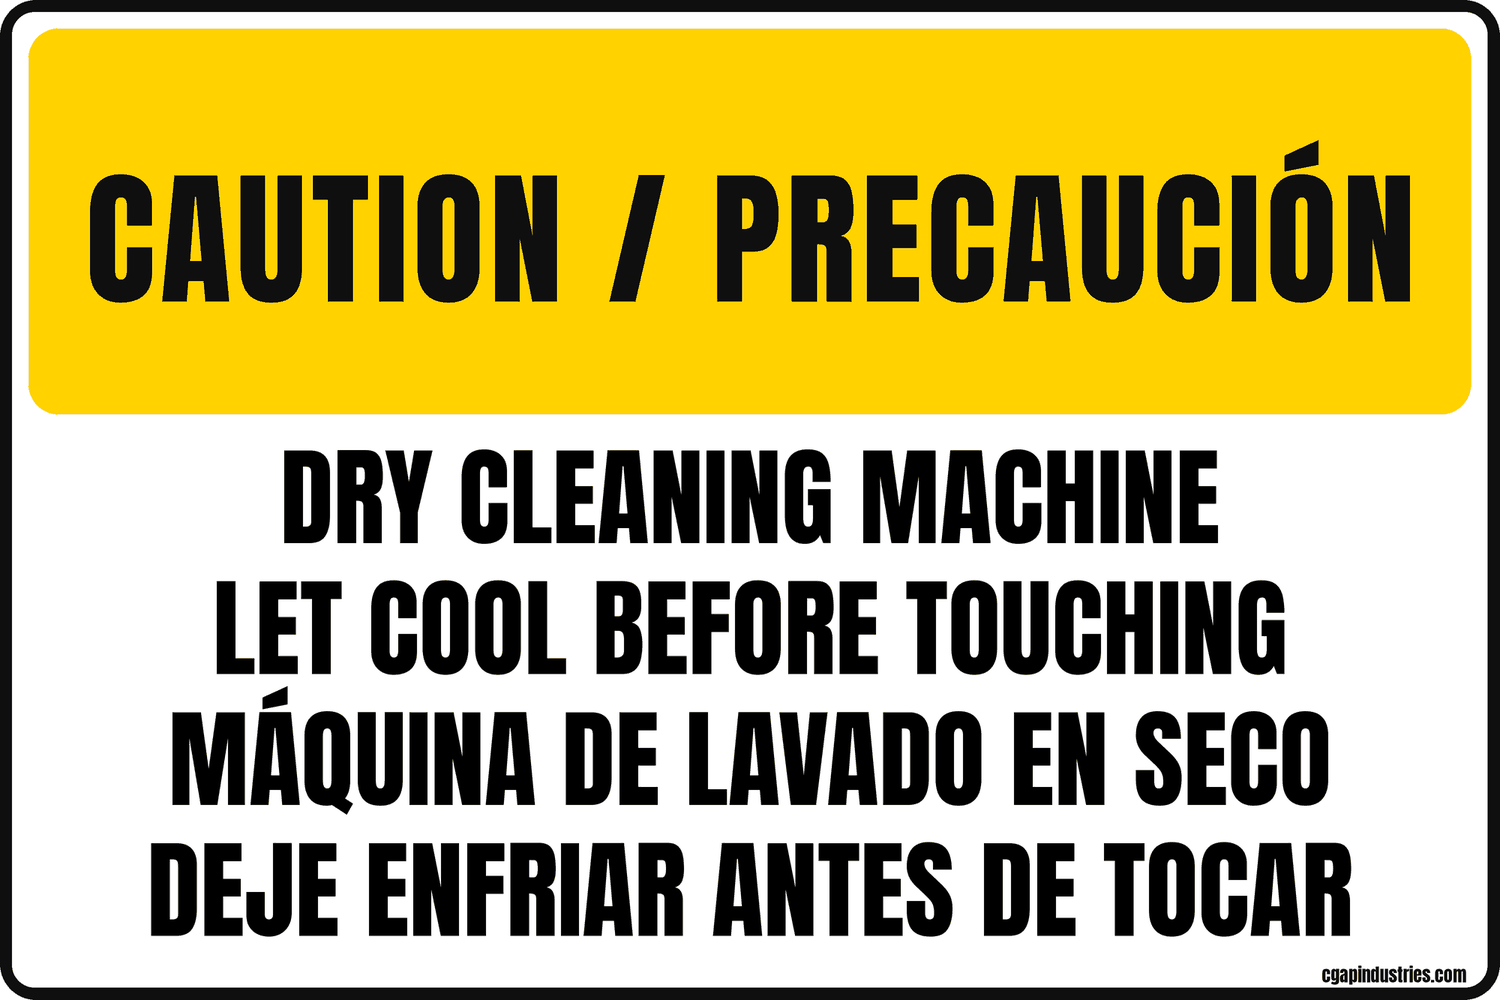 CAUTION / PRECAUCIÓN
DRY CLEANING MACHINE
LET COOL BEFORE TOUCHING
MÁQUINA DE LAVADO EN SECO
DEJE ENFRIAR ANTES DE TOCAR
cgapindustries.com